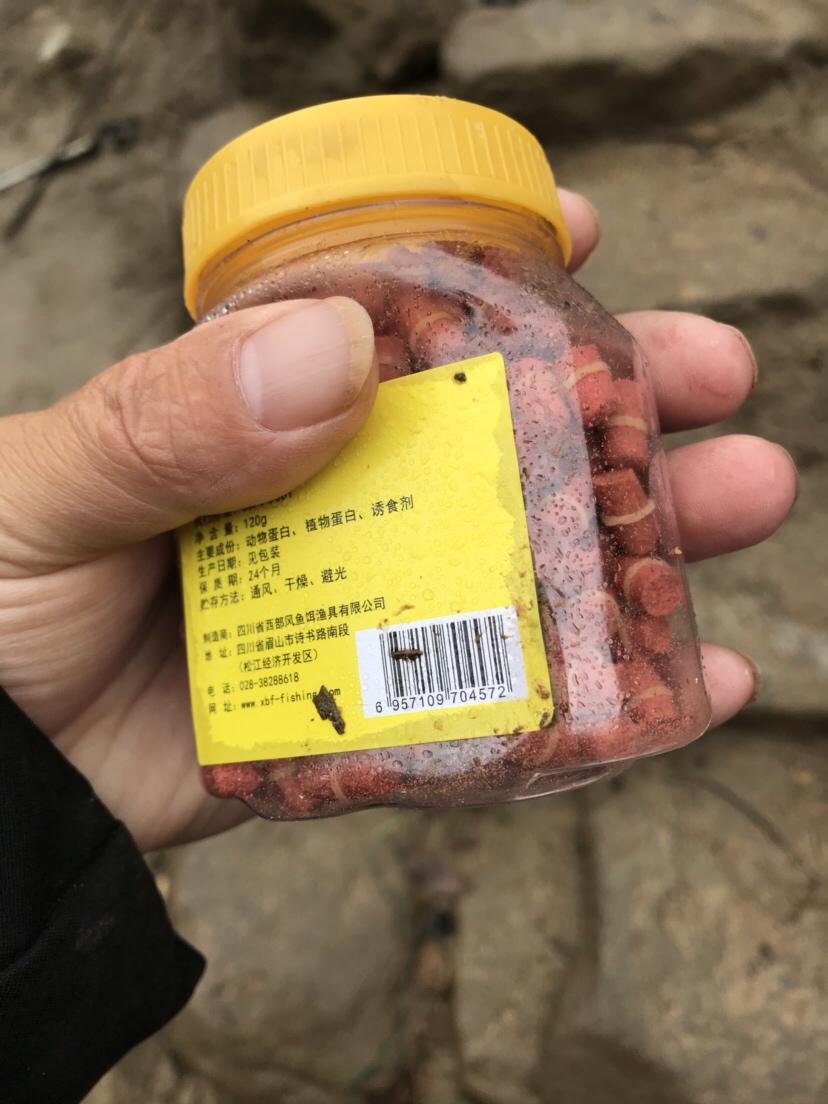 净 含 量：120g
主要成份：动物蛋白、植物蛋白、诱食剂
生产日期：见包装
保 质 期：24个月
贮存方法：通风、干燥、避光
制造商：四川省西部风鱼饵渔具有限公司
地 址：四川省眉山市诗书路南段
（松江经济开发区）
电 话：028-38288618
网 址：www.xbf-fishing
6 957109 704572